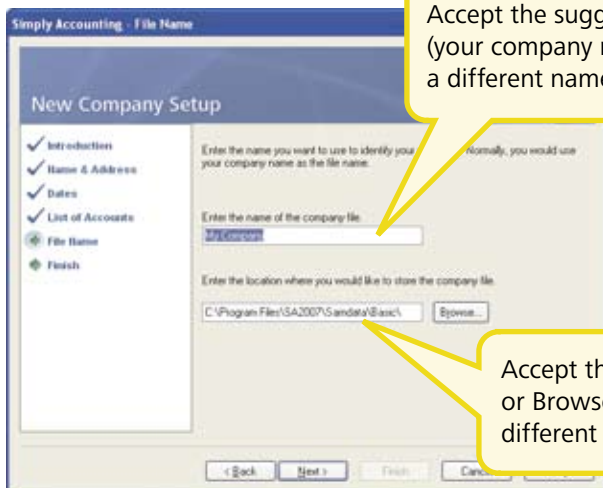 Simply Accounting - File Name
Accept the sugg
(your company
a different name
New Company Setup
Introduction
Name & Address
Dates
List of Accounts
File Name
Finish
Enter the name you want to use to identify your Normally, you would use
your company name as the file name.
Enter the name of the company file.
My Company
Enter the location where you would like to store the company file.
C:\Program Files\SA2007\Samdata\Basic\
Browse...
Accept th
or Browse
different
< Back
Next >
Finish
Canc